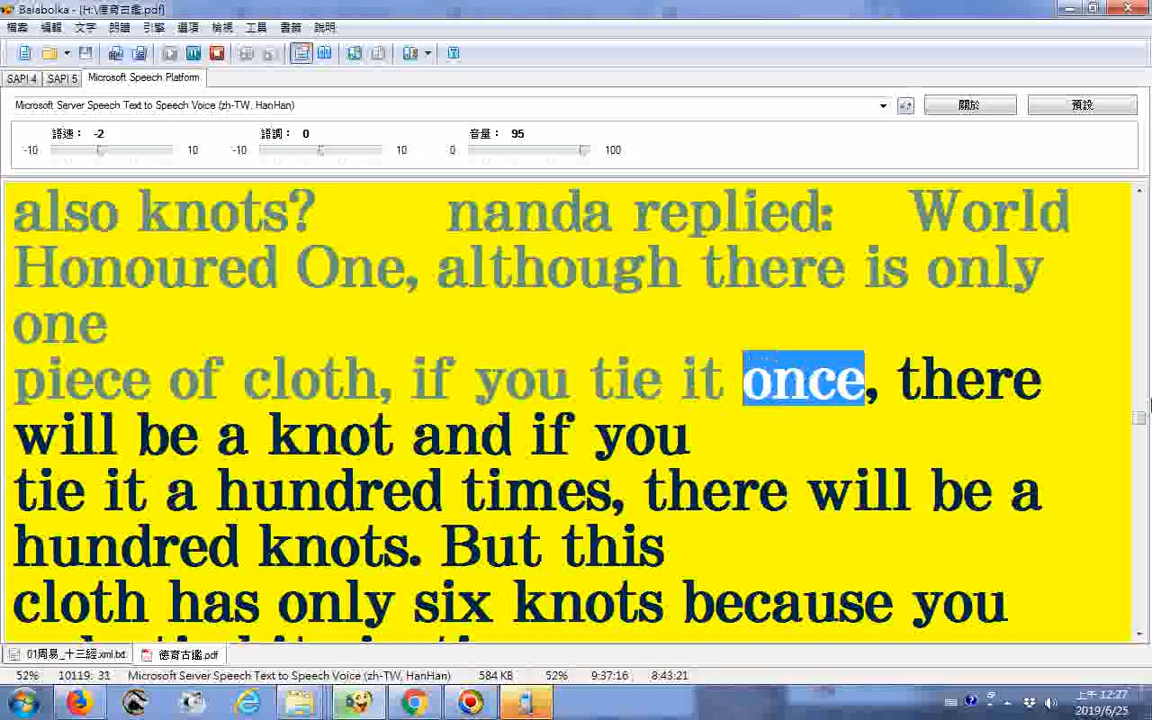 Balabolka - [H:\德育古鑑.pdf]
檔案 編輯 文字 朗讀 引擎 選項 檢視 工具 書籤 說明
SAPI 4 SAPI 5 Microsoft Speech Platform
Microsoft Server Speech Text to Speech Voice (zh-TW, HanHan) 關於 預設
語速： -2 語調： 0 音量： 95
-10 10 -10 10 0 100
also knots? nanda replied: World
Honoured One, although there is only
one
piece of cloth, if you tie it once, there
will be a knot and if you
tie it a hundred times, there will be a
hundred knots. But this
cloth has only six knots because you
01周易_十三經.xml.txt 德育古鑑.pdf
52% 10119: 31 Microsoft Server Speech Text to Speech Voice (zh-TW, HanHan) 584 KB 52% 9:37:16 8:43:21
上午 12:27
2019/6/25